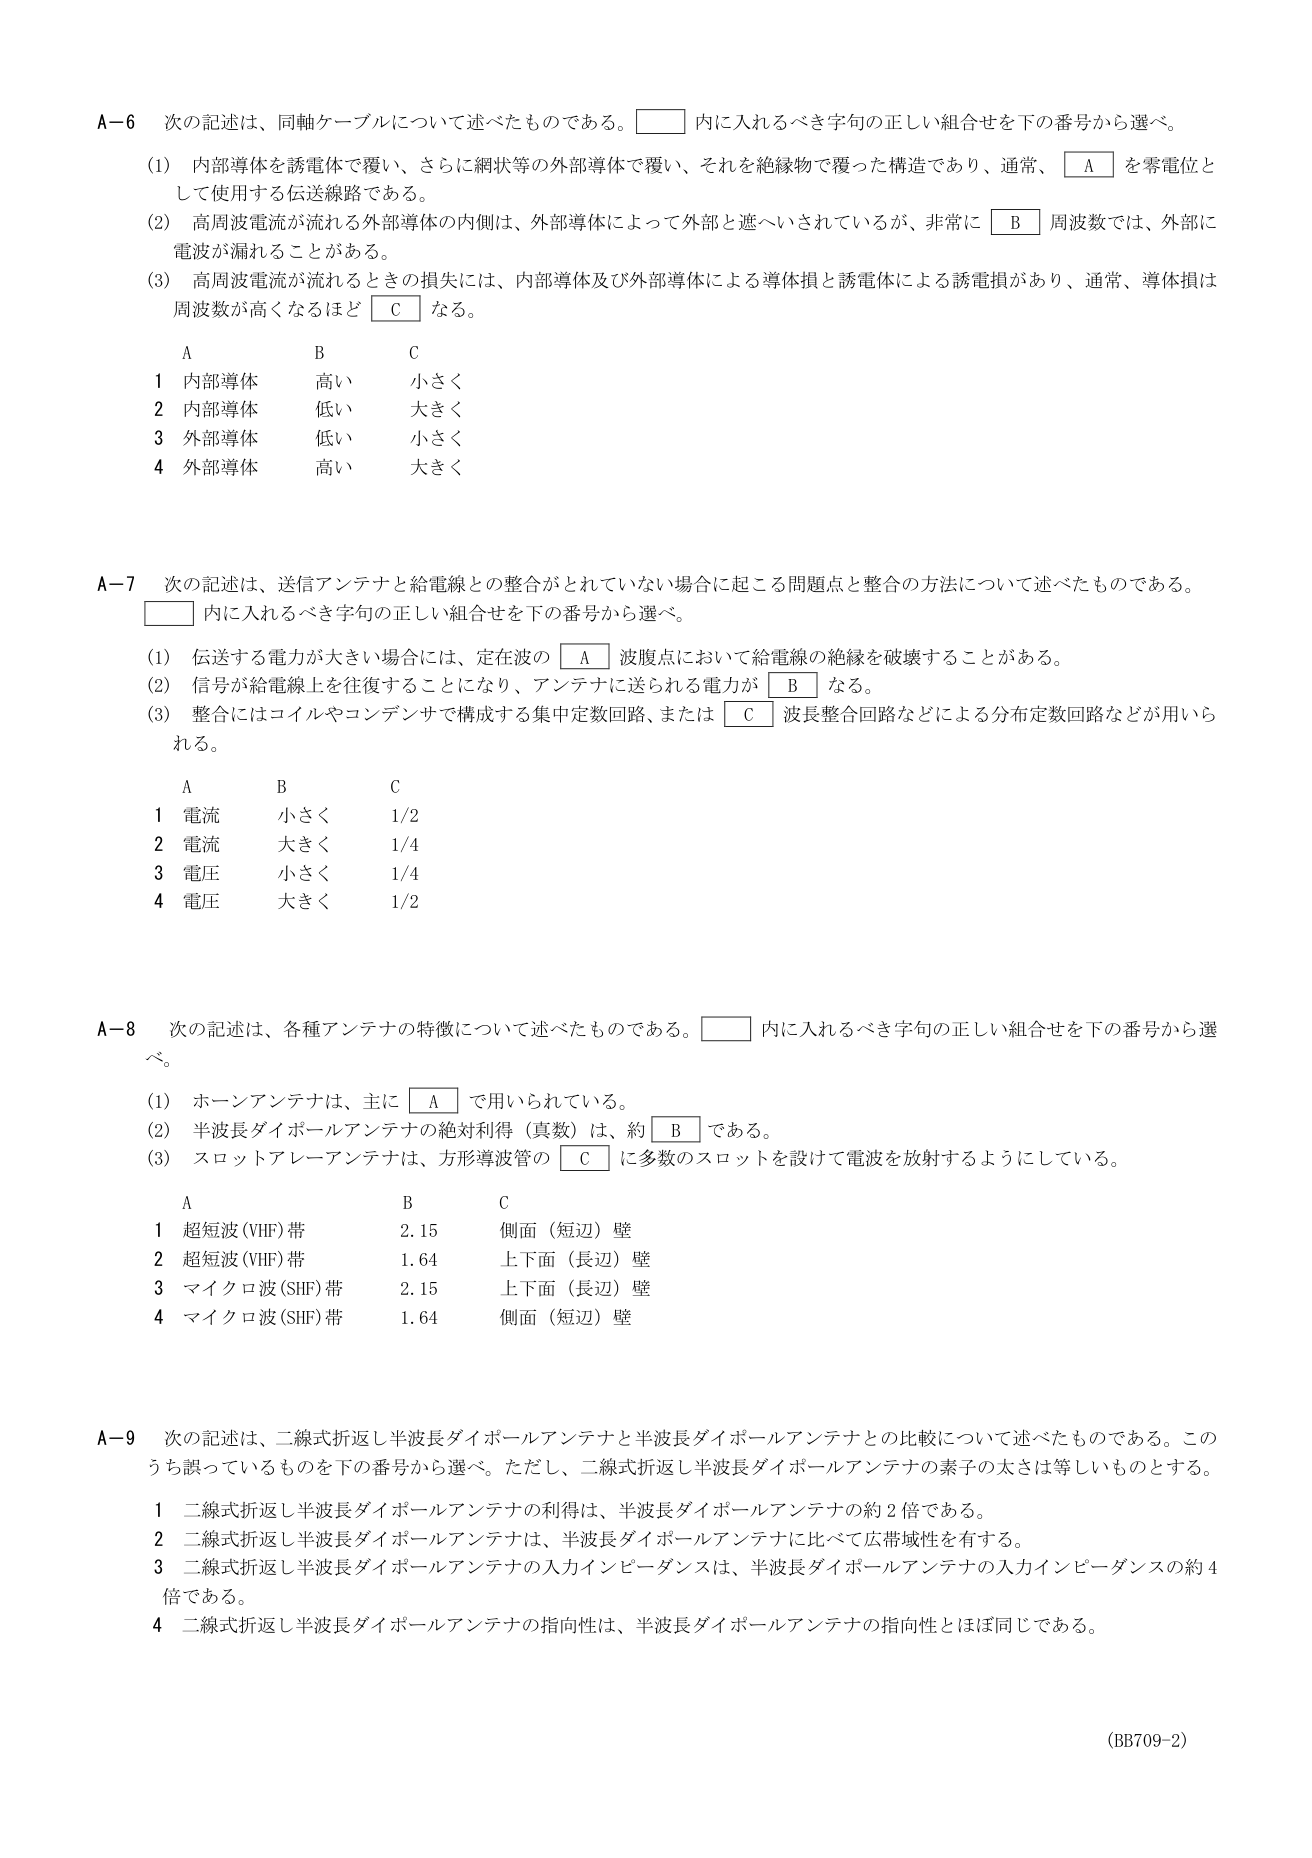 A－6　次の記述は、同軸ケーブルについて述べたものである。　　　内に入れるべき字句の正しい組合せを下の番号から選べ。
(1)　内部導体を誘電体で覆い、さらに網状等の外部導体で覆い、それを絶縁物で覆った構造であり、通常、 A を零電位と
して使用する伝送線路である。
(2)　高周波電流が流れる外部導体の内側は、外部導体によって外部と遮へいされているが、非常に B 周波数では、外部に
電波が漏れることがある。
(3)　高周波電流が流れるときの損失には、内部導体及び外部導体による導体損と誘電体による誘電損があり、通常、導体損は
周波数が高くなるほど C なる。
A　B　C
1　内部導体　高い　小さく
2　内部導体　低い　大きく
3　外部導体　低い　小さく
4　外部導体　高い　大きく
A－7　次の記述は、送信アンテナと給電線との整合がとれていない場合に起こる問題点と整合の方法について述べたものである。
内に入れるべき字句の正しい組合せを下の番号から選べ。
(1)　伝送する電力が大きい場合には、定在波の A 波腹点において給電線の絶縁を破壊することがある。
(2)　信号が給電線上を往復することになり、アンテナに送られる電力が B なる。
(3)　整合にはコイルやコンデンサで構成する集中定数回路、または C 波長整合回路などによる分布定数回路などが用いら
れる。
A　B　C
1　電流　小さく　1/2
2　電流　大きく　1/4
3　電圧　小さく　1/4
4　電圧　大きく　1/2
A－8　次の記述は、各種アンテナの特徴について述べたものである。　　　内に入れるべき字句の正しい組合せを下の番号から選
べ。
(1)　ホーンアンテナは、主に A で用いられている。
(2)　半波長ダイポールアンテナの絶対利得（真数）は、約 B である。
(3)　スロットアレーアンテナは、方形導波管の C に多数のスロットを設けて電波を放射するようにしている。
A　B　C
1　超短波(VHF)帯　2.15　側面（短辺）壁
2　超短波(VHF)帯　1.64　上下面（長辺）壁
3　マイクロ波(SHF)帯　2.15　上下面（長辺）壁
4　マイクロ波(SHF)帯　1.64　側面（短辺）壁
A－9　次の記述は、二線式折返し半波長ダイポールアンテナと半波長ダイポールアンテナとの比較について述べたものである。この
うち誤っているものを下の番号から選べ。ただし、二線式折返し半波長ダイポールアンテナの素子の太さは等しいものとする。
1　二線式折返し半波長ダイポールアンテナの利得は、半波長ダイポールアンテナの約2倍である。
2　二線式折返し半波長ダイポールアンテナは、半波長ダイポールアンテナに比べて広帯域性を有する。
3　二線式折返し半波長ダイポールアンテナの入力インピーダンスは、半波長ダイポールアンテナの入力インピーダンスの約4
倍である。
4　二線式折返し半波長ダイポールアンテナの指向性は、半波長ダイポールアンテナの指向性とほぼ同じである。
(BB709-2)